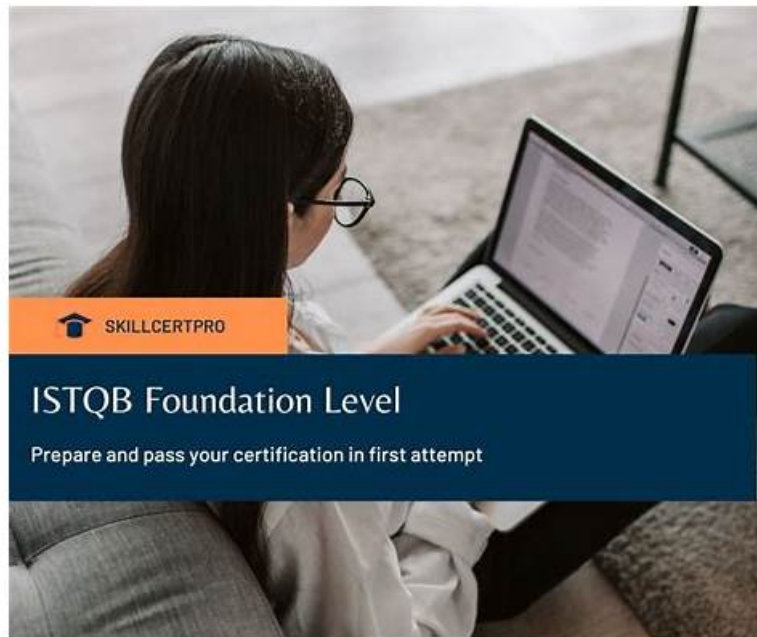 SKILLCERTPRO
ISTQB Foundation Level
Prepare and pass your certification in first attempt